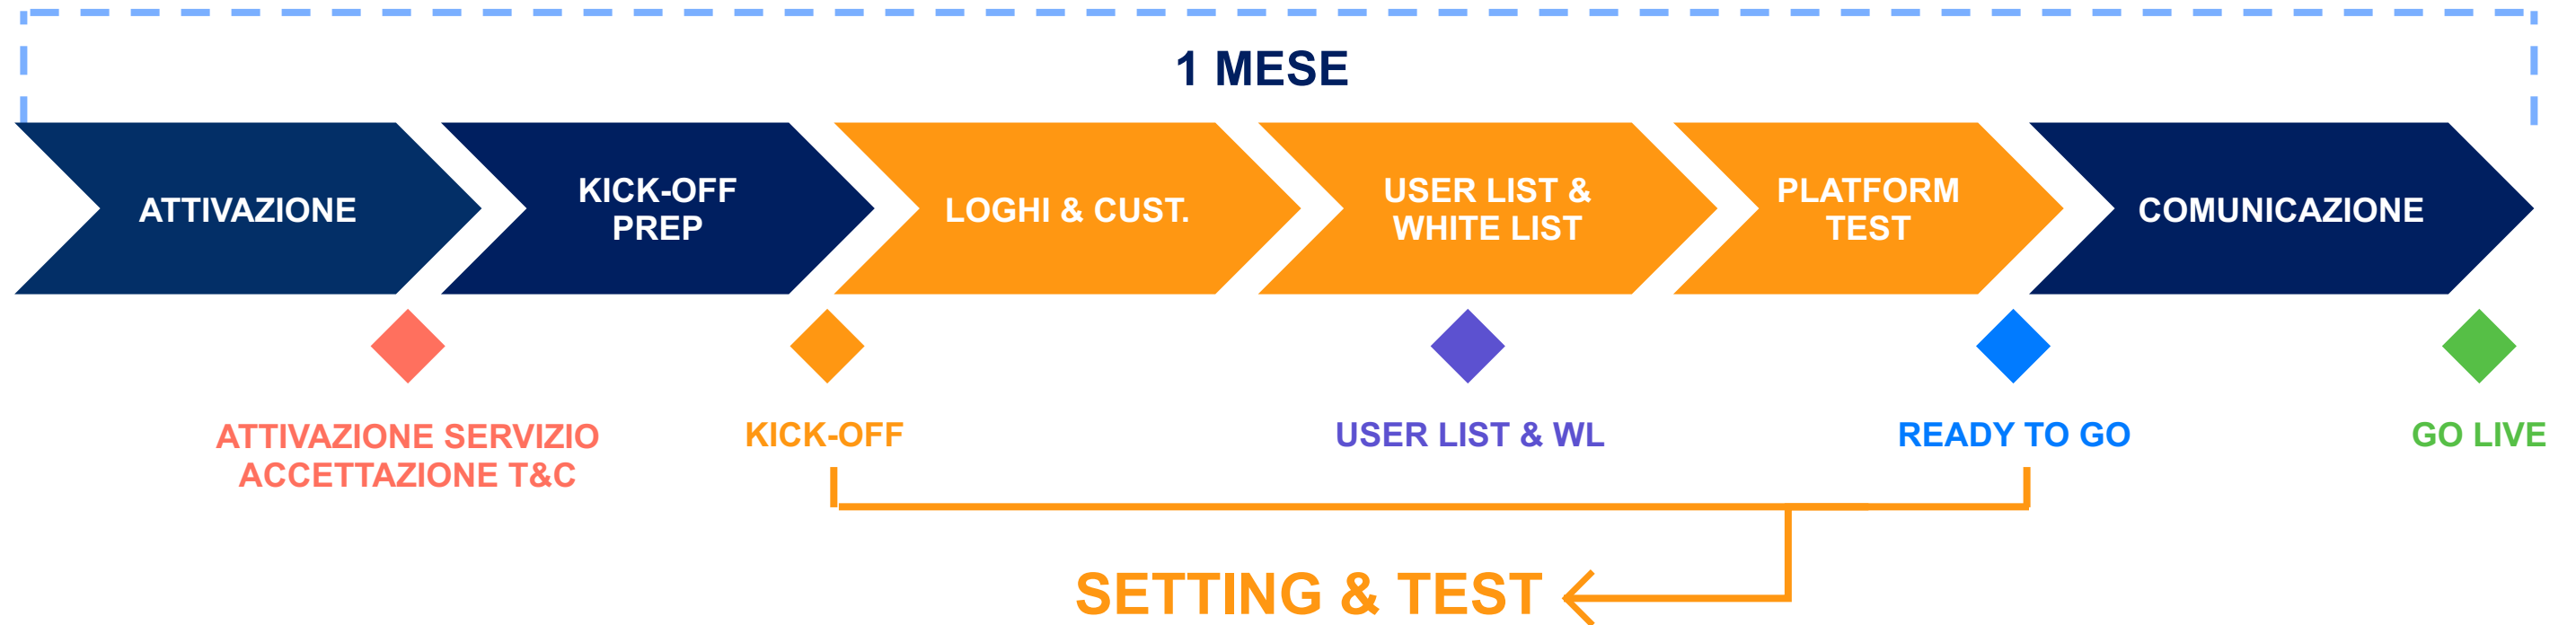 1 MESE
ATTIVAZIONE
KICK-OFF
PREP
LOGHI & CUST.
USER LIST &
WHITE LIST
PLATFORM
TEST
COMUNICAZIONE
ATTIVAZIONE SERVIZIO
ACCETTAZIONE T&C
KICK-OFF
USER LIST & WL
READY TO GO
GO LIVE
SETTING & TEST